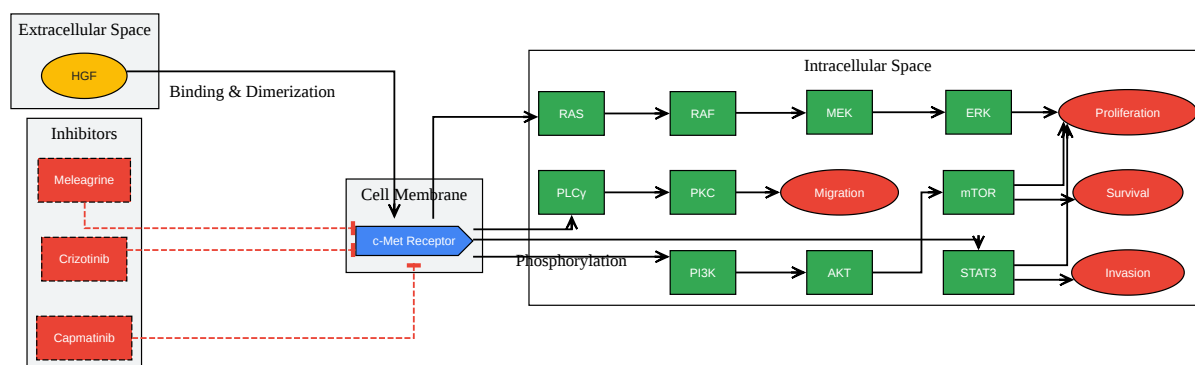 Extracellular Space
HGF
Binding & Dimerization
Inhibitors
Meleagrine
Crizotinib
Capmatinib
Cell Membrane
c-Met Receptor
Phosphorylation
Intracellular Space
RAS
RAF
MEK
ERK
Proliferation
PLCγ
PKC
Migration
mTOR
Survival
PI3K
AKT
STAT3
Invasion